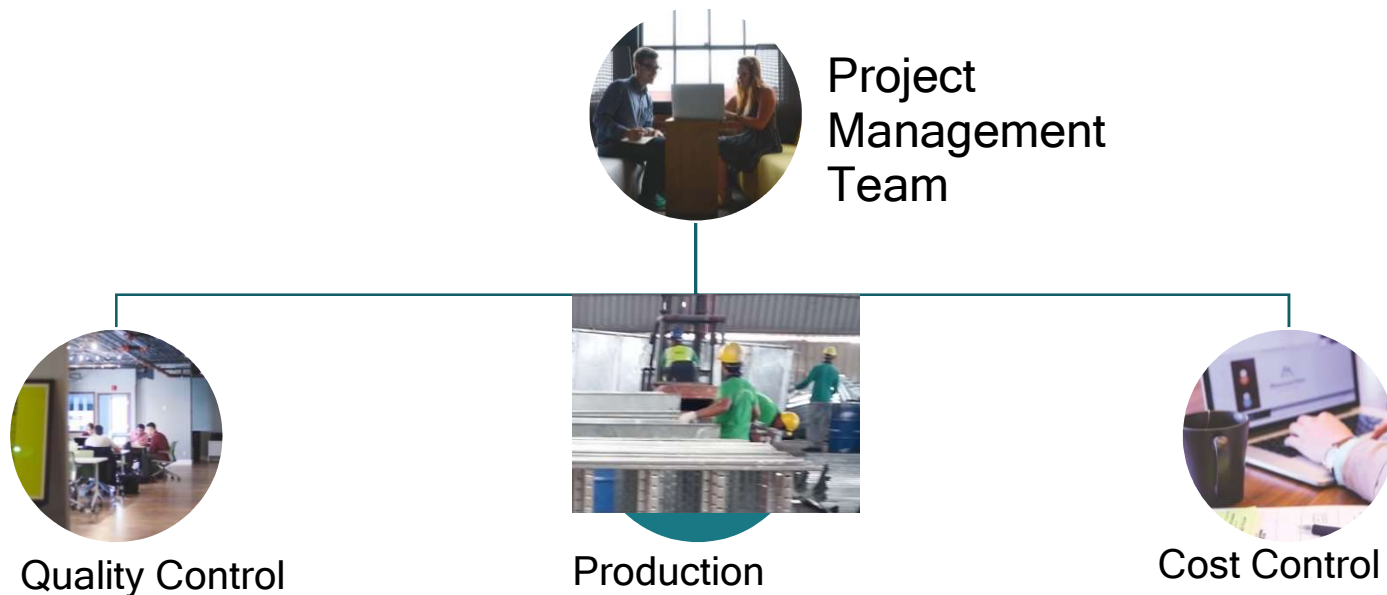 Project
Management
Team
Quality Control
Production
Cost Control